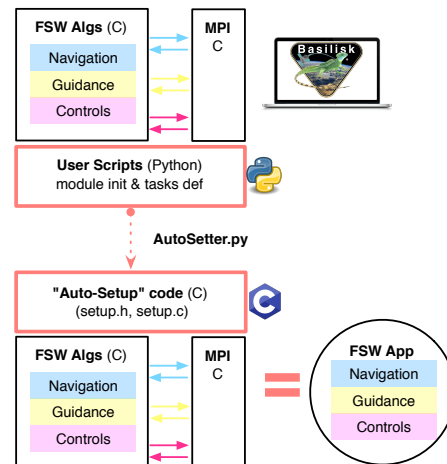 FSW Algs (C)
MPI
C
Navigation
Guidance
Controls
Basilisk
User Scripts (Python)
module init & tasks def
AutoSetter.py
"Auto-Setup" code (C)
(setup.h, setup.c)
C
FSW Algs (C)
MPI
C
Navigation
Guidance
Controls
FSW App
Navigation
Guidance
Controls